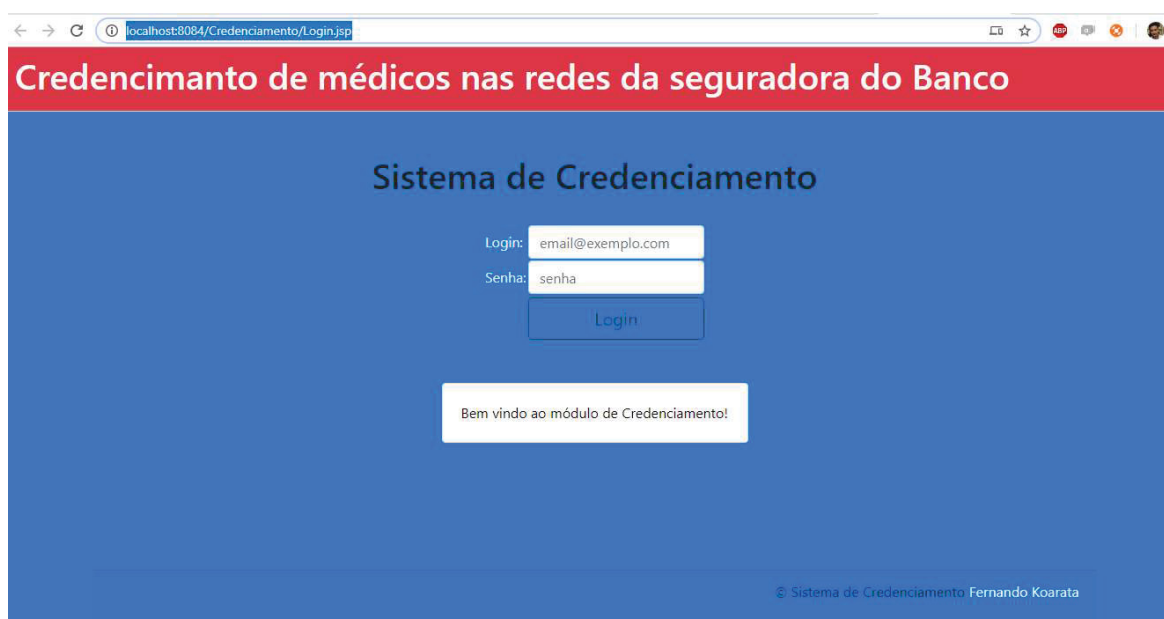 localhost:8084/Credenciamento/Login.jsp
ABP
Credencimanto de médicos nas redes da seguradora do Banco
Sistema de Credenciamento
Login: email@exemplo.com
Senha: senha
Login
Bem vindo ao módulo de Credenciamento!
© Sistema de Credenciamento Fernando Koarata